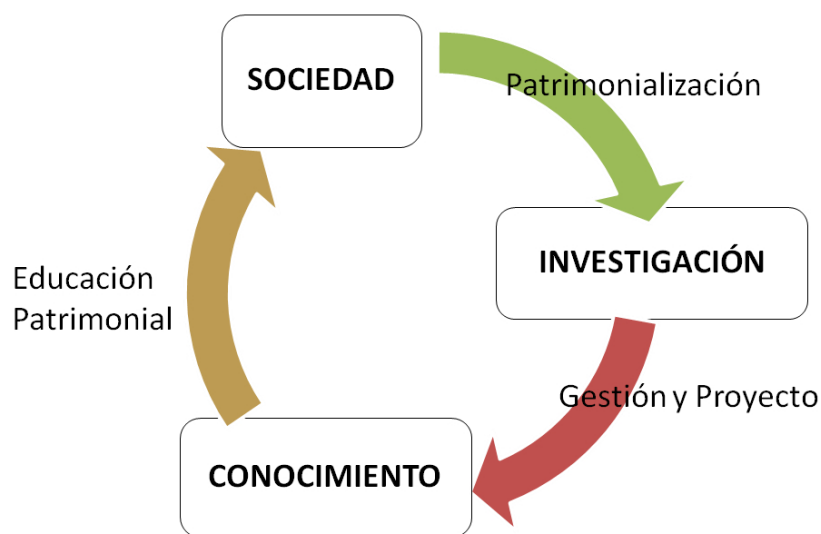 SOCIEDAD
Patrimonialización
INVESTIGACIÓN
Gestión y Proyecto
CONOCIMIENTO
Educación
Patrimonial